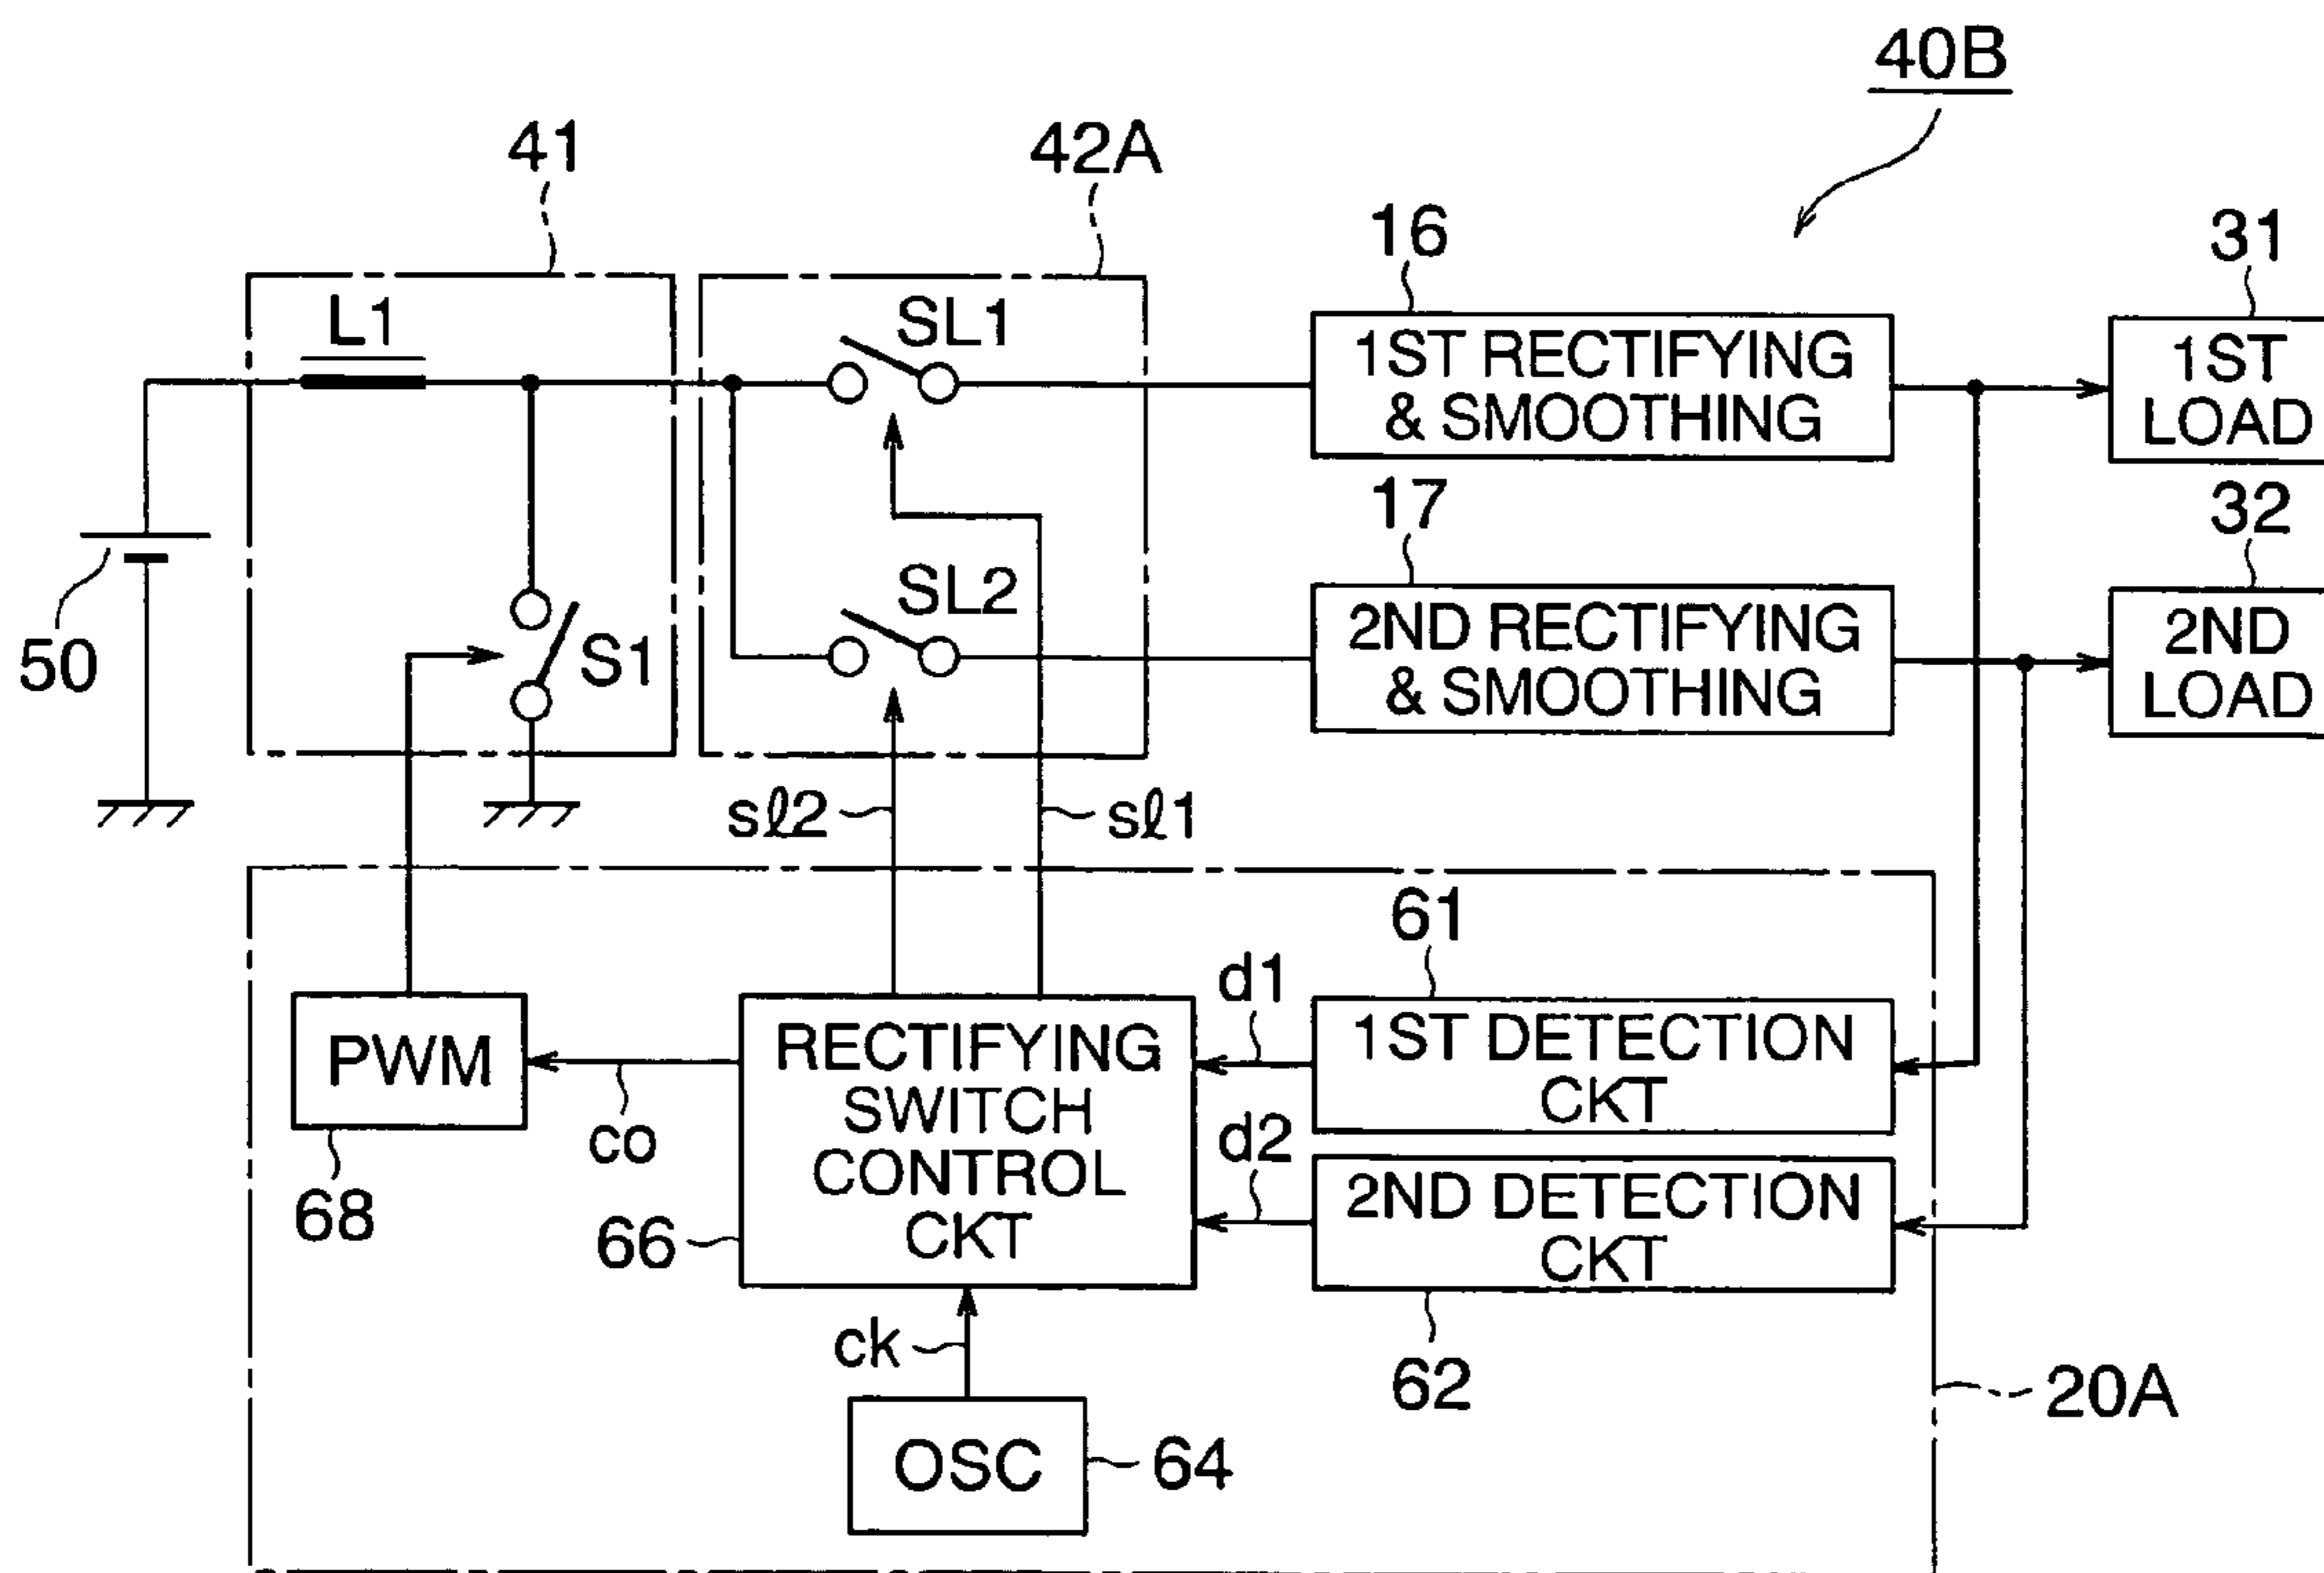 40B
41
42A
16
31
L1
SL1
1ST RECTIFYING
& SMOOTHING
1ST
LOAD
17
32
SL2
2ND RECTIFYING
& SMOOTHING
2ND
LOAD
50
S1
sℓ2
sℓ1
61
d1
PWM
RECTIFYING
SWITCH
CONTROL
CKT
1ST DETECTION
CKT
co
d2
68
66
2ND DETECTION
CKT
ck
62
20A
OSC
64